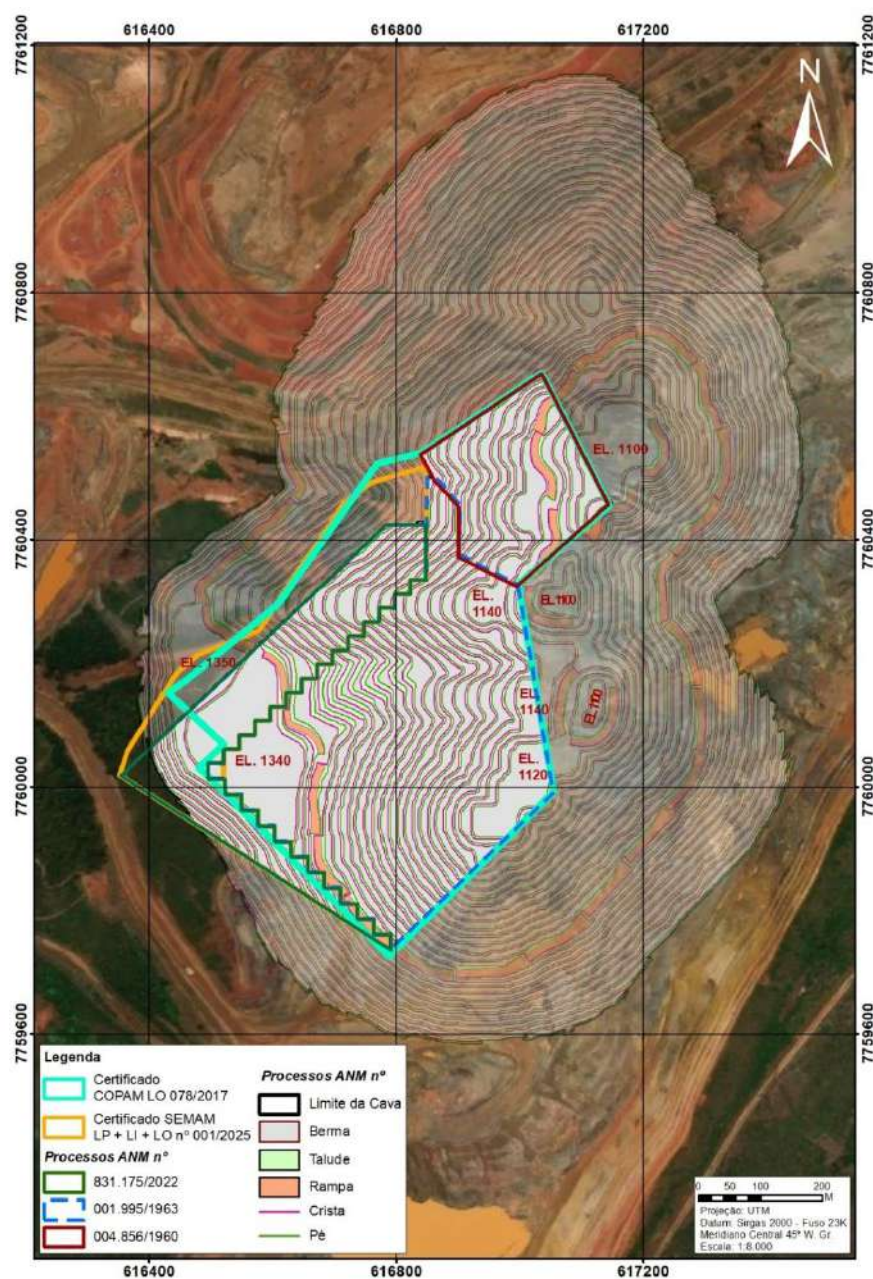 616400 616800 617200
7761200 7761200
N
7760800 7760800
EL. 1100
7760400 7760400
EL.
1140
EL.1100
EL. 1350
EL.
1140
EL.1100
EL. 1340
EL.
1120
7760000 7760000
7759600 7759600
Legenda
Certificado
COPAM LO 078/2017
Certificado SEMAM
LP + LI + LO nº 001/2025
Processos ANM nº
831.175/2022
001.995/1963
004.856/1960
Processos ANM nº
Limite da Cava
Berma
Talude
Rampa
Crista
Pé
0 50 100 200
M
Projeção: UTM
Datum: Sirgas 2000 - Fuso 23K
Meridiano Central 45º W. Gr.
Escala: 1:8.000
616400 616800 617200